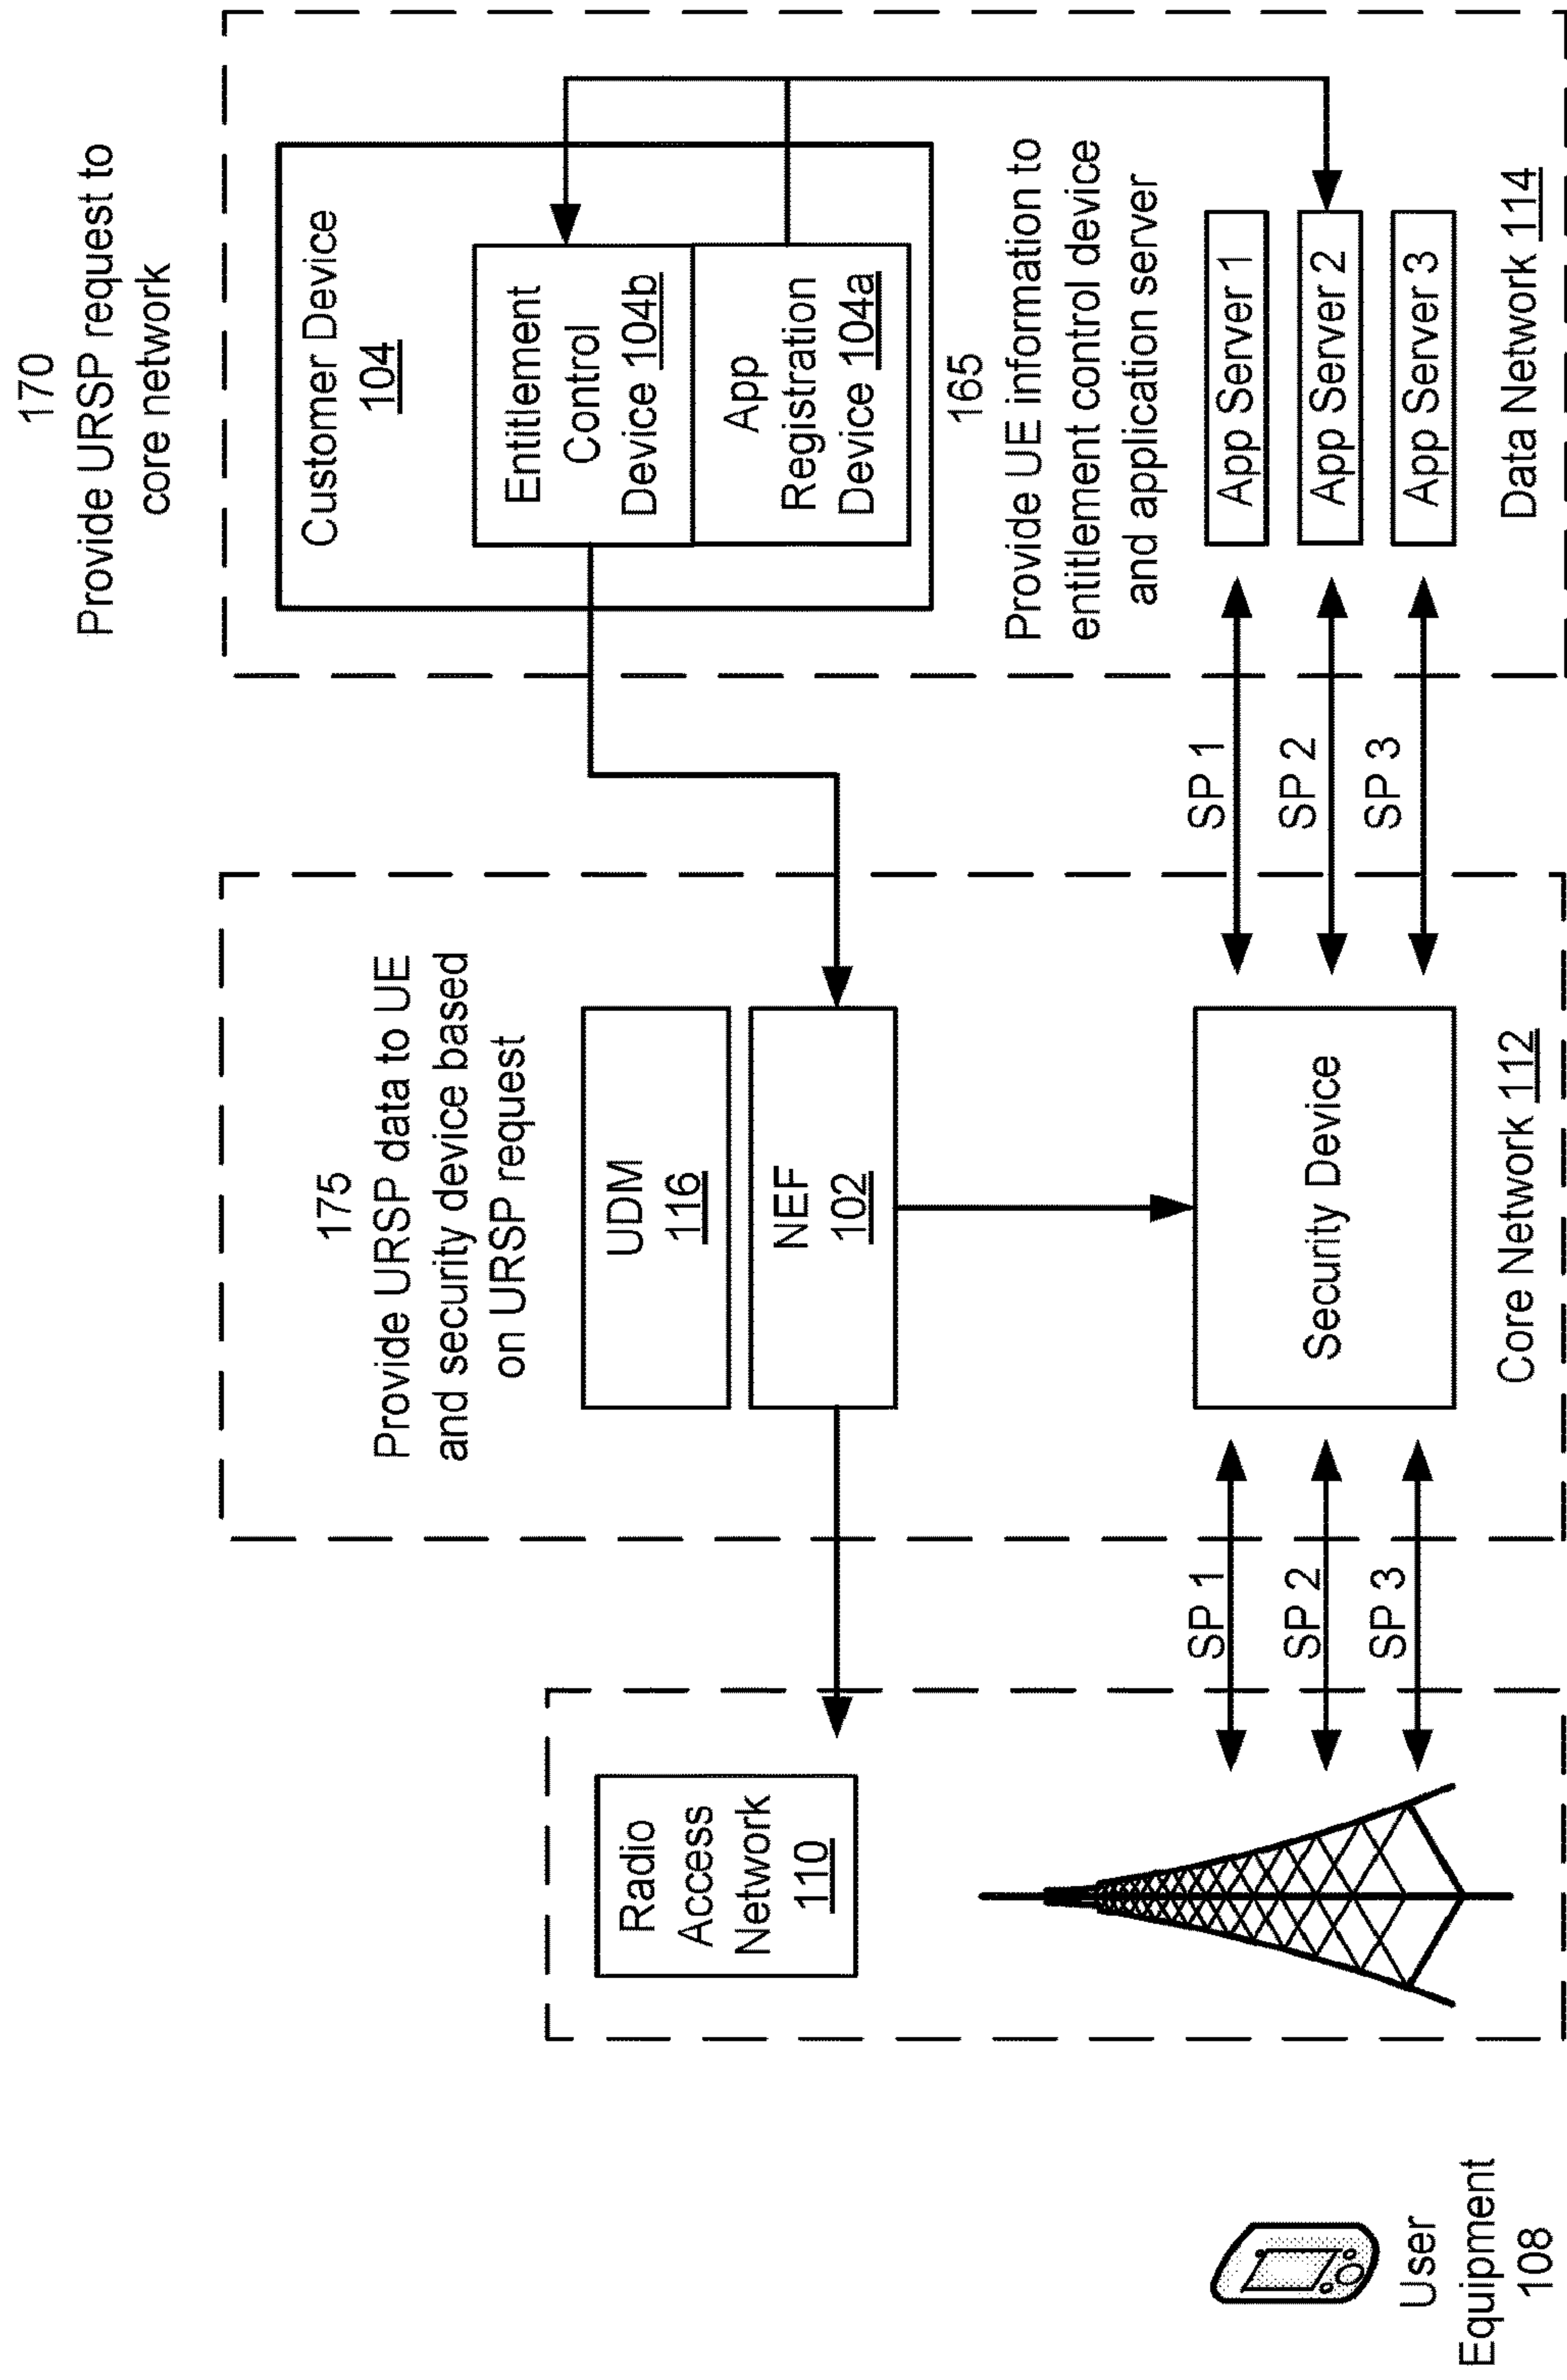 170
Provide URSP request to
core network
175
Provide URSP data to UE
and security device based
on URSP request
Customer Device
104
Entitlement
Control
Device 104b
App
Registration
Device 104a
165
Provide UE information to
entitlement control device
and application server
App Server 1
App Server 2
App Server 3
Data Network 114
UDM
116
NEF
102
Security Device
Core Network 112
SP 1
SP 2
SP 3
SP 1
SP 2
SP 3
Radio
Access
Network
110
User
Equipment
108